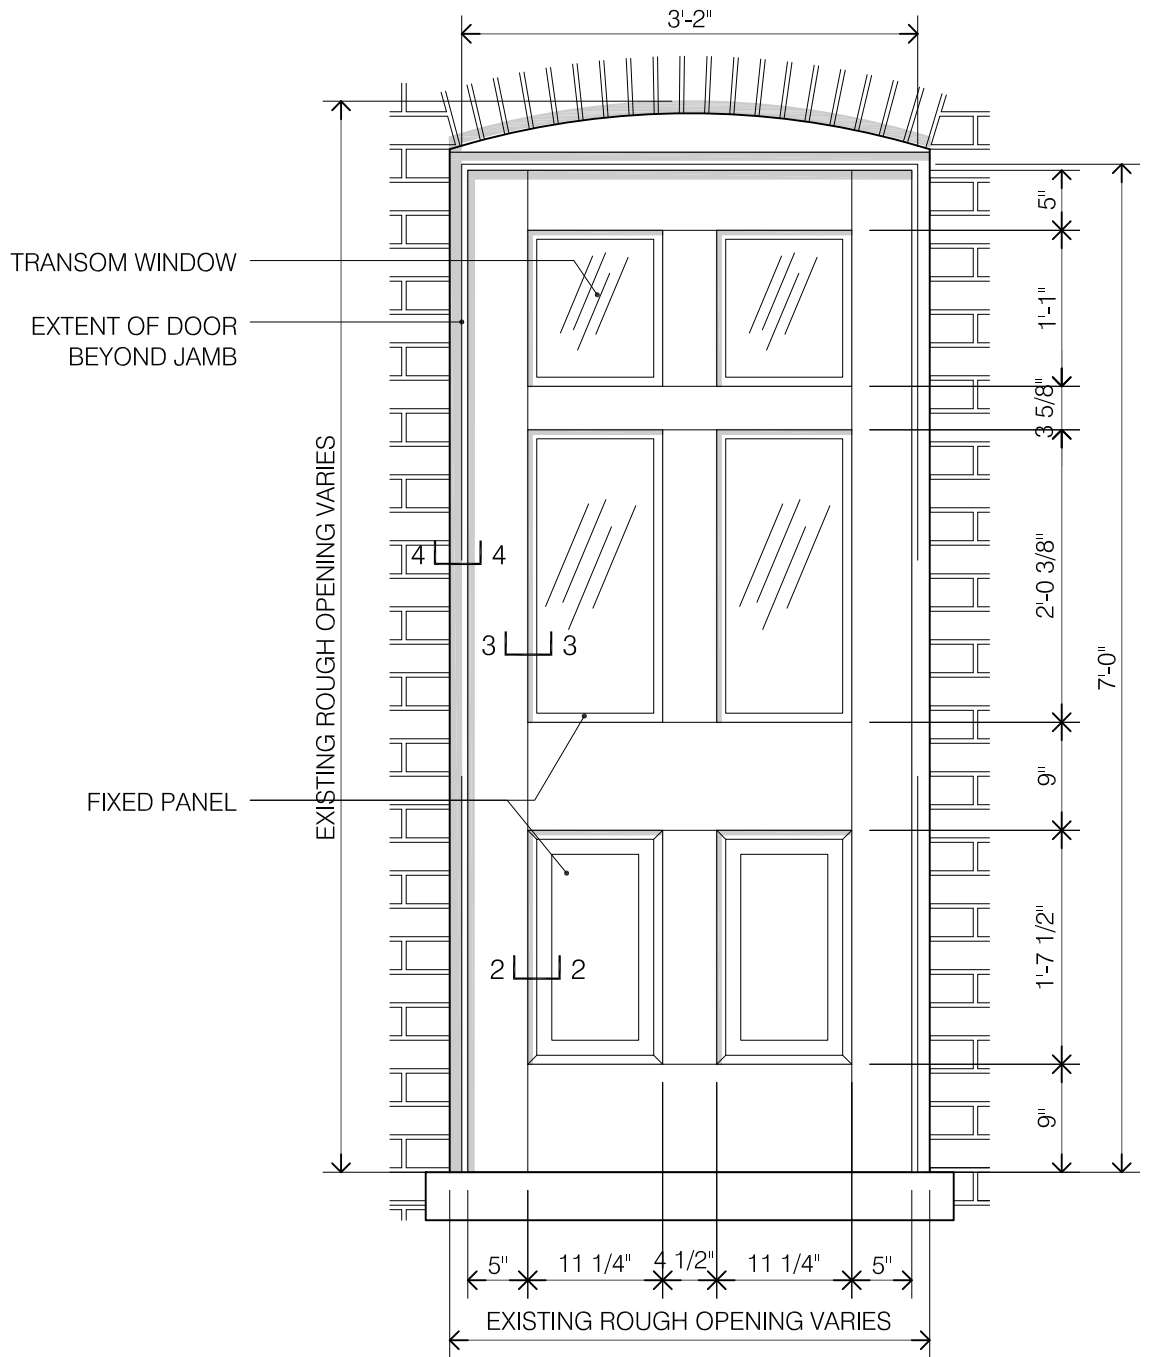 3'-2"
TRANSOM WINDOW
EXTENT OF DOOR
BEYOND JAMB
EXISTING ROUGH OPENING VARIES
4 4
3 3
FIXED PANEL
2 2
5"
1'-1"
3 5/8"
2'-0 3/8"
9"
1'-7 1/2"
9"
7'-0"
5" 11 1/4" 4 1/2" 11 1/4" 5"
EXISTING ROUGH OPENING VARIES